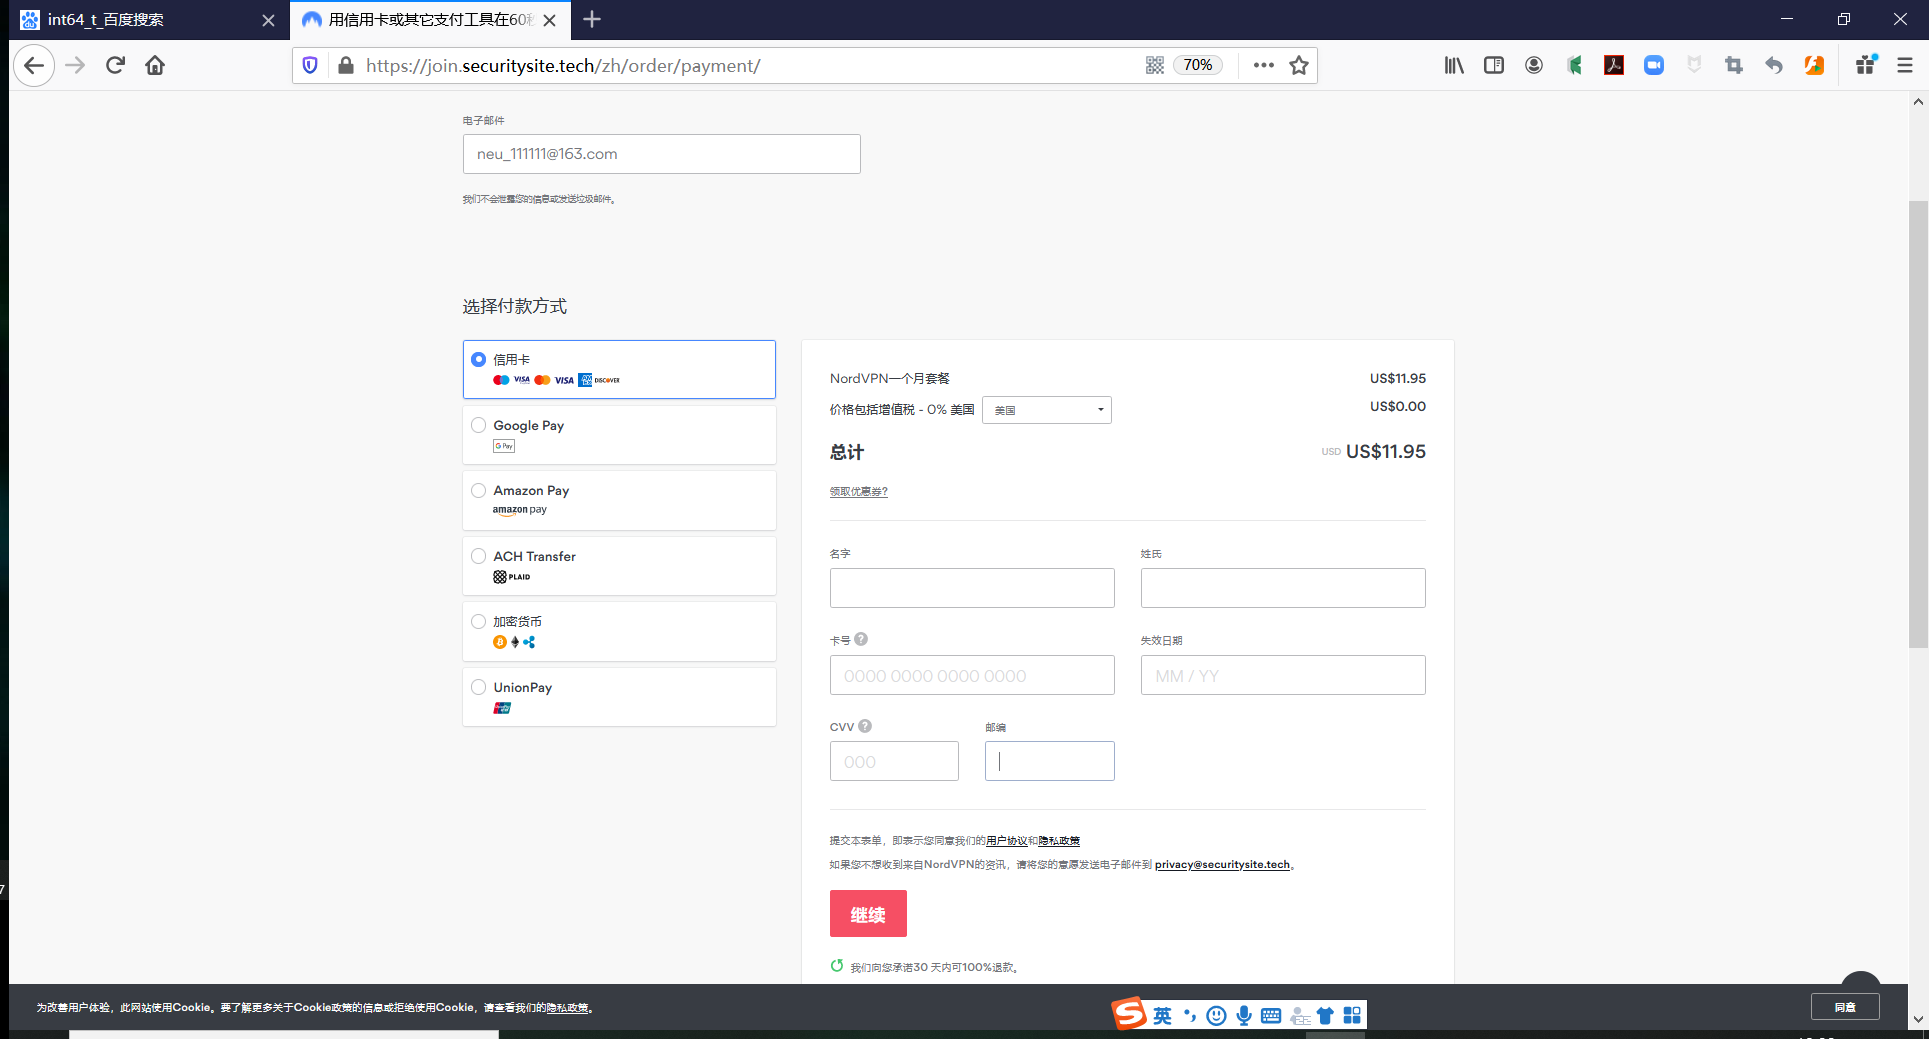 int64_t_百度搜索
用信用卡或其它支付工具在60秒
https://join.securitysite.tech/zh/order/payment/
70%
电子邮件
neu_111111@163.com
我们不会泄露您的信息或发送垃圾邮件。
选择付款方式
信用卡
VISA VISA DISCOVER
Google Pay
G Pay
Amazon Pay
amazon pay
ACH Transfer
PLAID
加密货币
UnionPay
NordVPN一个月套餐 US$11.95
价格包括增值税 - 0% 美国 美国 US$0.00
总计 USD US$11.95
领取优惠券?
名字 姓氏
卡号 ? 失效日期
0000 0000 0000 0000 MM / YY
CVV ? 邮编
000
提交本表单，即表示您同意我们的用户协议和隐私政策
如果您不想收到来自NordVPN的资讯，请将您的意愿发送电子邮件到 privacy@securitysite.tech。
继续
我们向您承诺30 天内可100%退款。
为改善用户体验，此网站使用Cookie。要了解更多关于Cookie政策的信息或拒绝使用Cookie，请查看我们的隐私政策。
同意
英
7